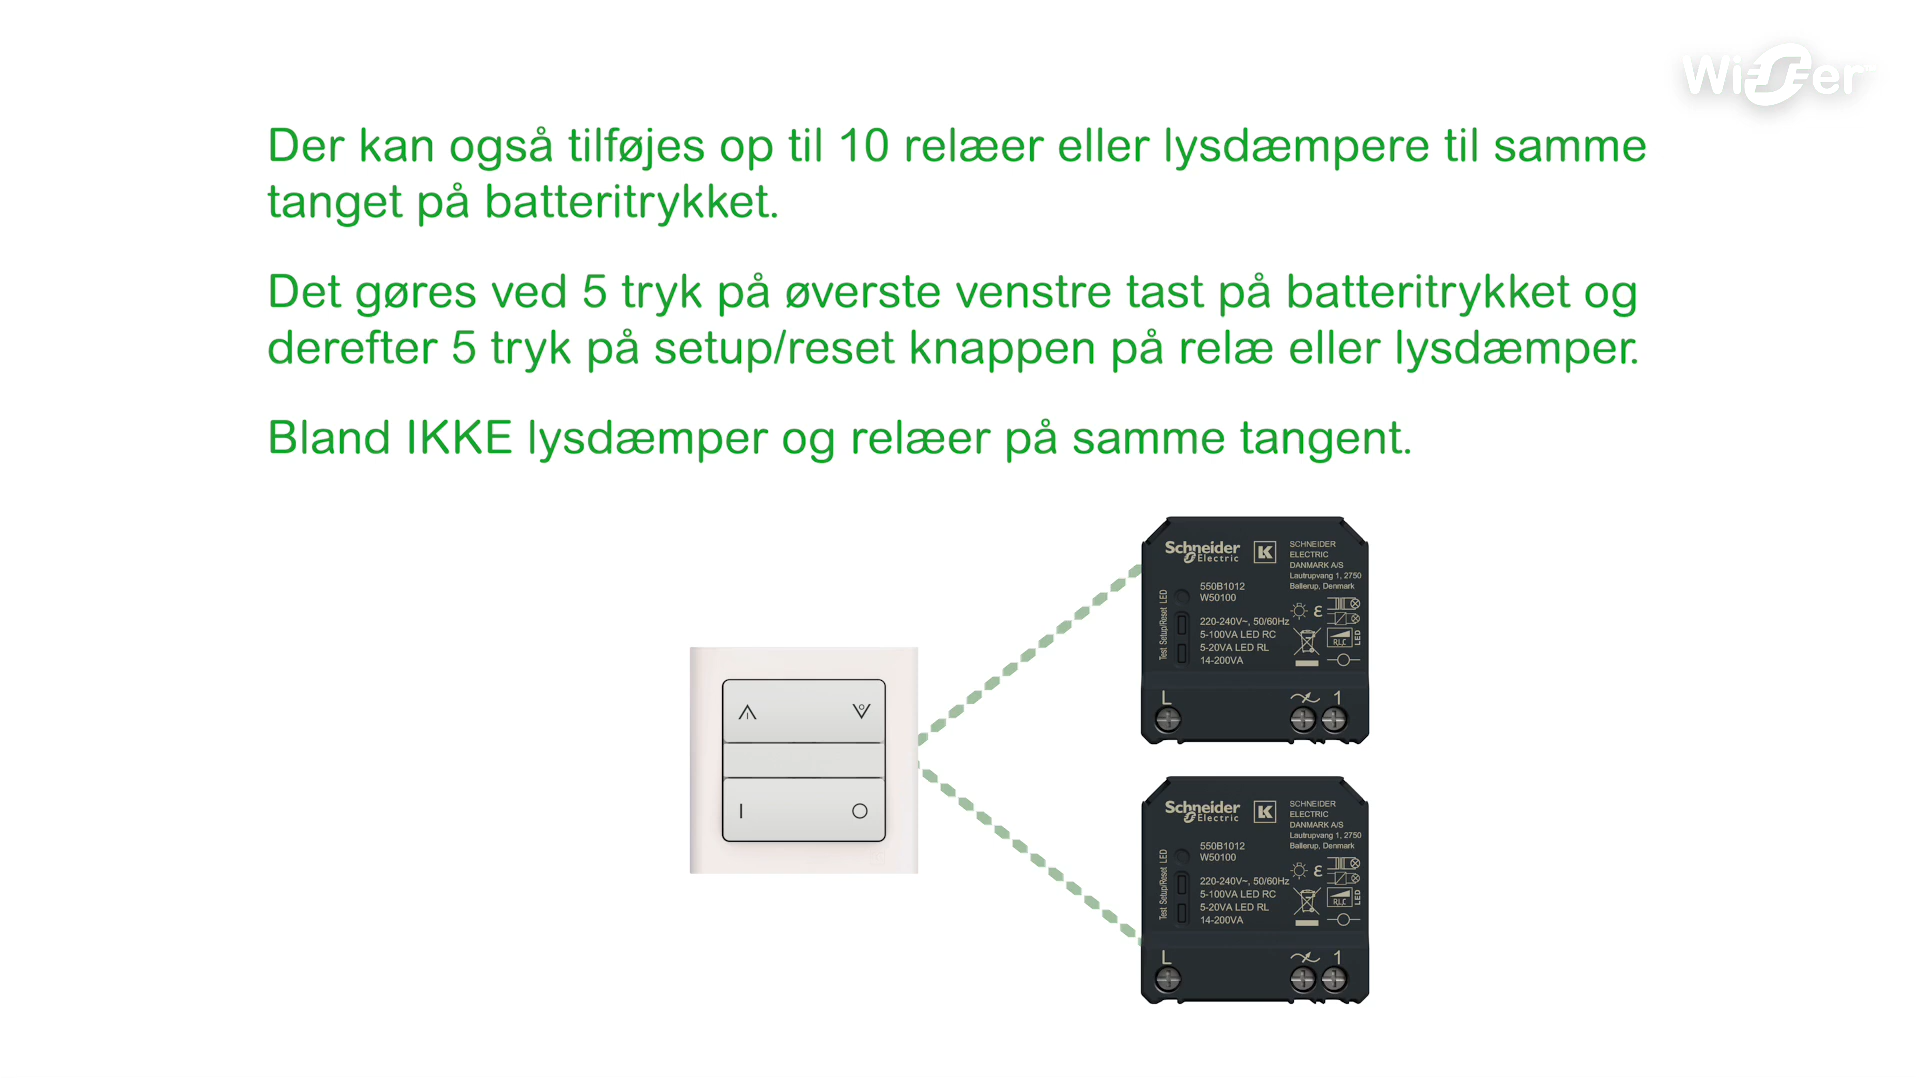 Wiser
Der kan også tilføjes op til 10 relæer eller lysdæmpere til samme
tanget på batteritrykket.
Det gøres ved 5 tryk på øverste venstre tast på batteritrykket og
derefter 5 tryk på setup/reset knappen på relæ eller lysdæmper.
Bland IKKE lysdæmper og relæer på samme tangent.
Schneider
Electric
LK
SCHNEIDER
ELECTRIC
DANMARK A/S
Lautrupvang 1, 2750
Ballerup, Denmark
550B1012
W50100
Test Setup/Reset LED
220-240V~, 50/60Hz
5-100VA LED RC
5-20VA LED RL
14-200VA
R,L,C
LED
L
1
I
O
Schneider
Electric
LK
SCHNEIDER
ELECTRIC
DANMARK A/S
Lautrupvang 1, 2750
Ballerup, Denmark
550B1012
W50100
Test Setup/Reset LED
220-240V~, 50/60Hz
5-100VA LED RC
5-20VA LED RL
14-200VA
R,L,C
LED
L
1